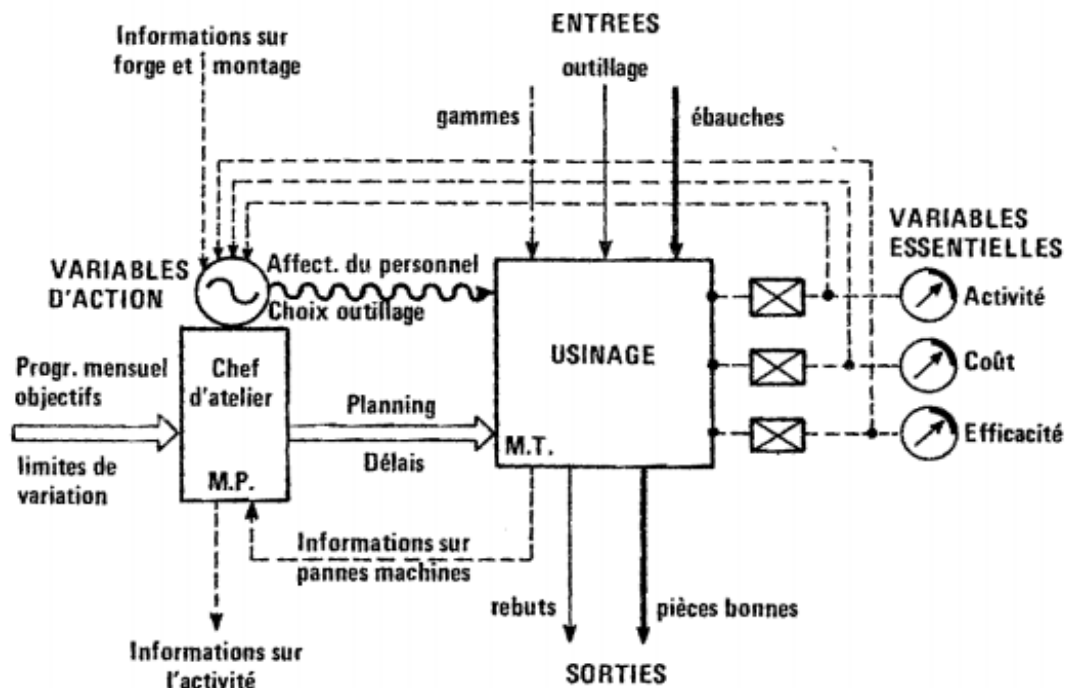 Informations sur
forge et montage
ENTREES
outillage
gammes
ébauches
VARIABLES
D'ACTION
Affect. du personnel
Choix outillage
VARIABLES
ESSENTIELLES
Activité
Coût
Efficacité
USINAGE
M.T.
Progr. mensuel
objectifs
limites de
variation
Chef
d'atelier
M.P.
Planning
Délais
Informations sur
pannes machines
rebuts
pièces bonnes
Informations sur
l'activité
SORTIES